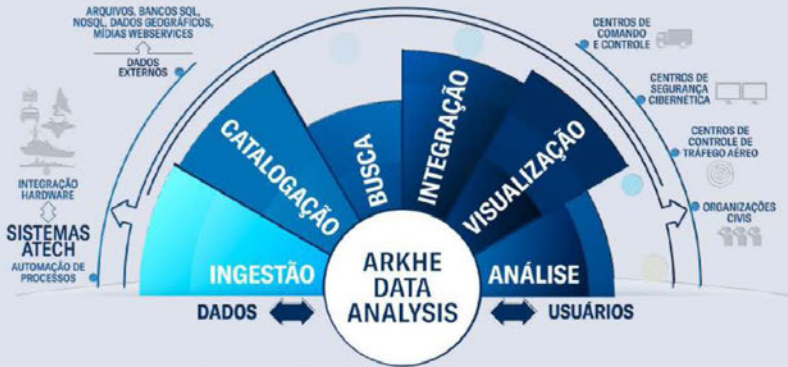 ARQUIVOS, BANCOS SQL,
NOSQL, DADOS GEOGRÁFICOS,
MÍDIAS WEBSERVICES
DADOS
EXTERNOS
INTEGRAÇÃO
HARDWARE
SISTEMAS
ATECH
AUTOMAÇÃO DE
PROCESSOS
INGESTÃO
CATALOGAÇÃO
BUSCA
INTEGRAÇÃO
VISUALIZAÇÃO
ANÁLISE
ARKHE
DATA
ANALYSIS
DADOS
USUÁRIOS
CENTROS DE
COMANDO
E CONTROLE
CENTROS DE
SEGURANÇA
CIBERNÉTICA
CENTROS DE
CONTROLE DE
TRÁFEGO AÉREO
ORGANIZAÇÕES
CIVIS